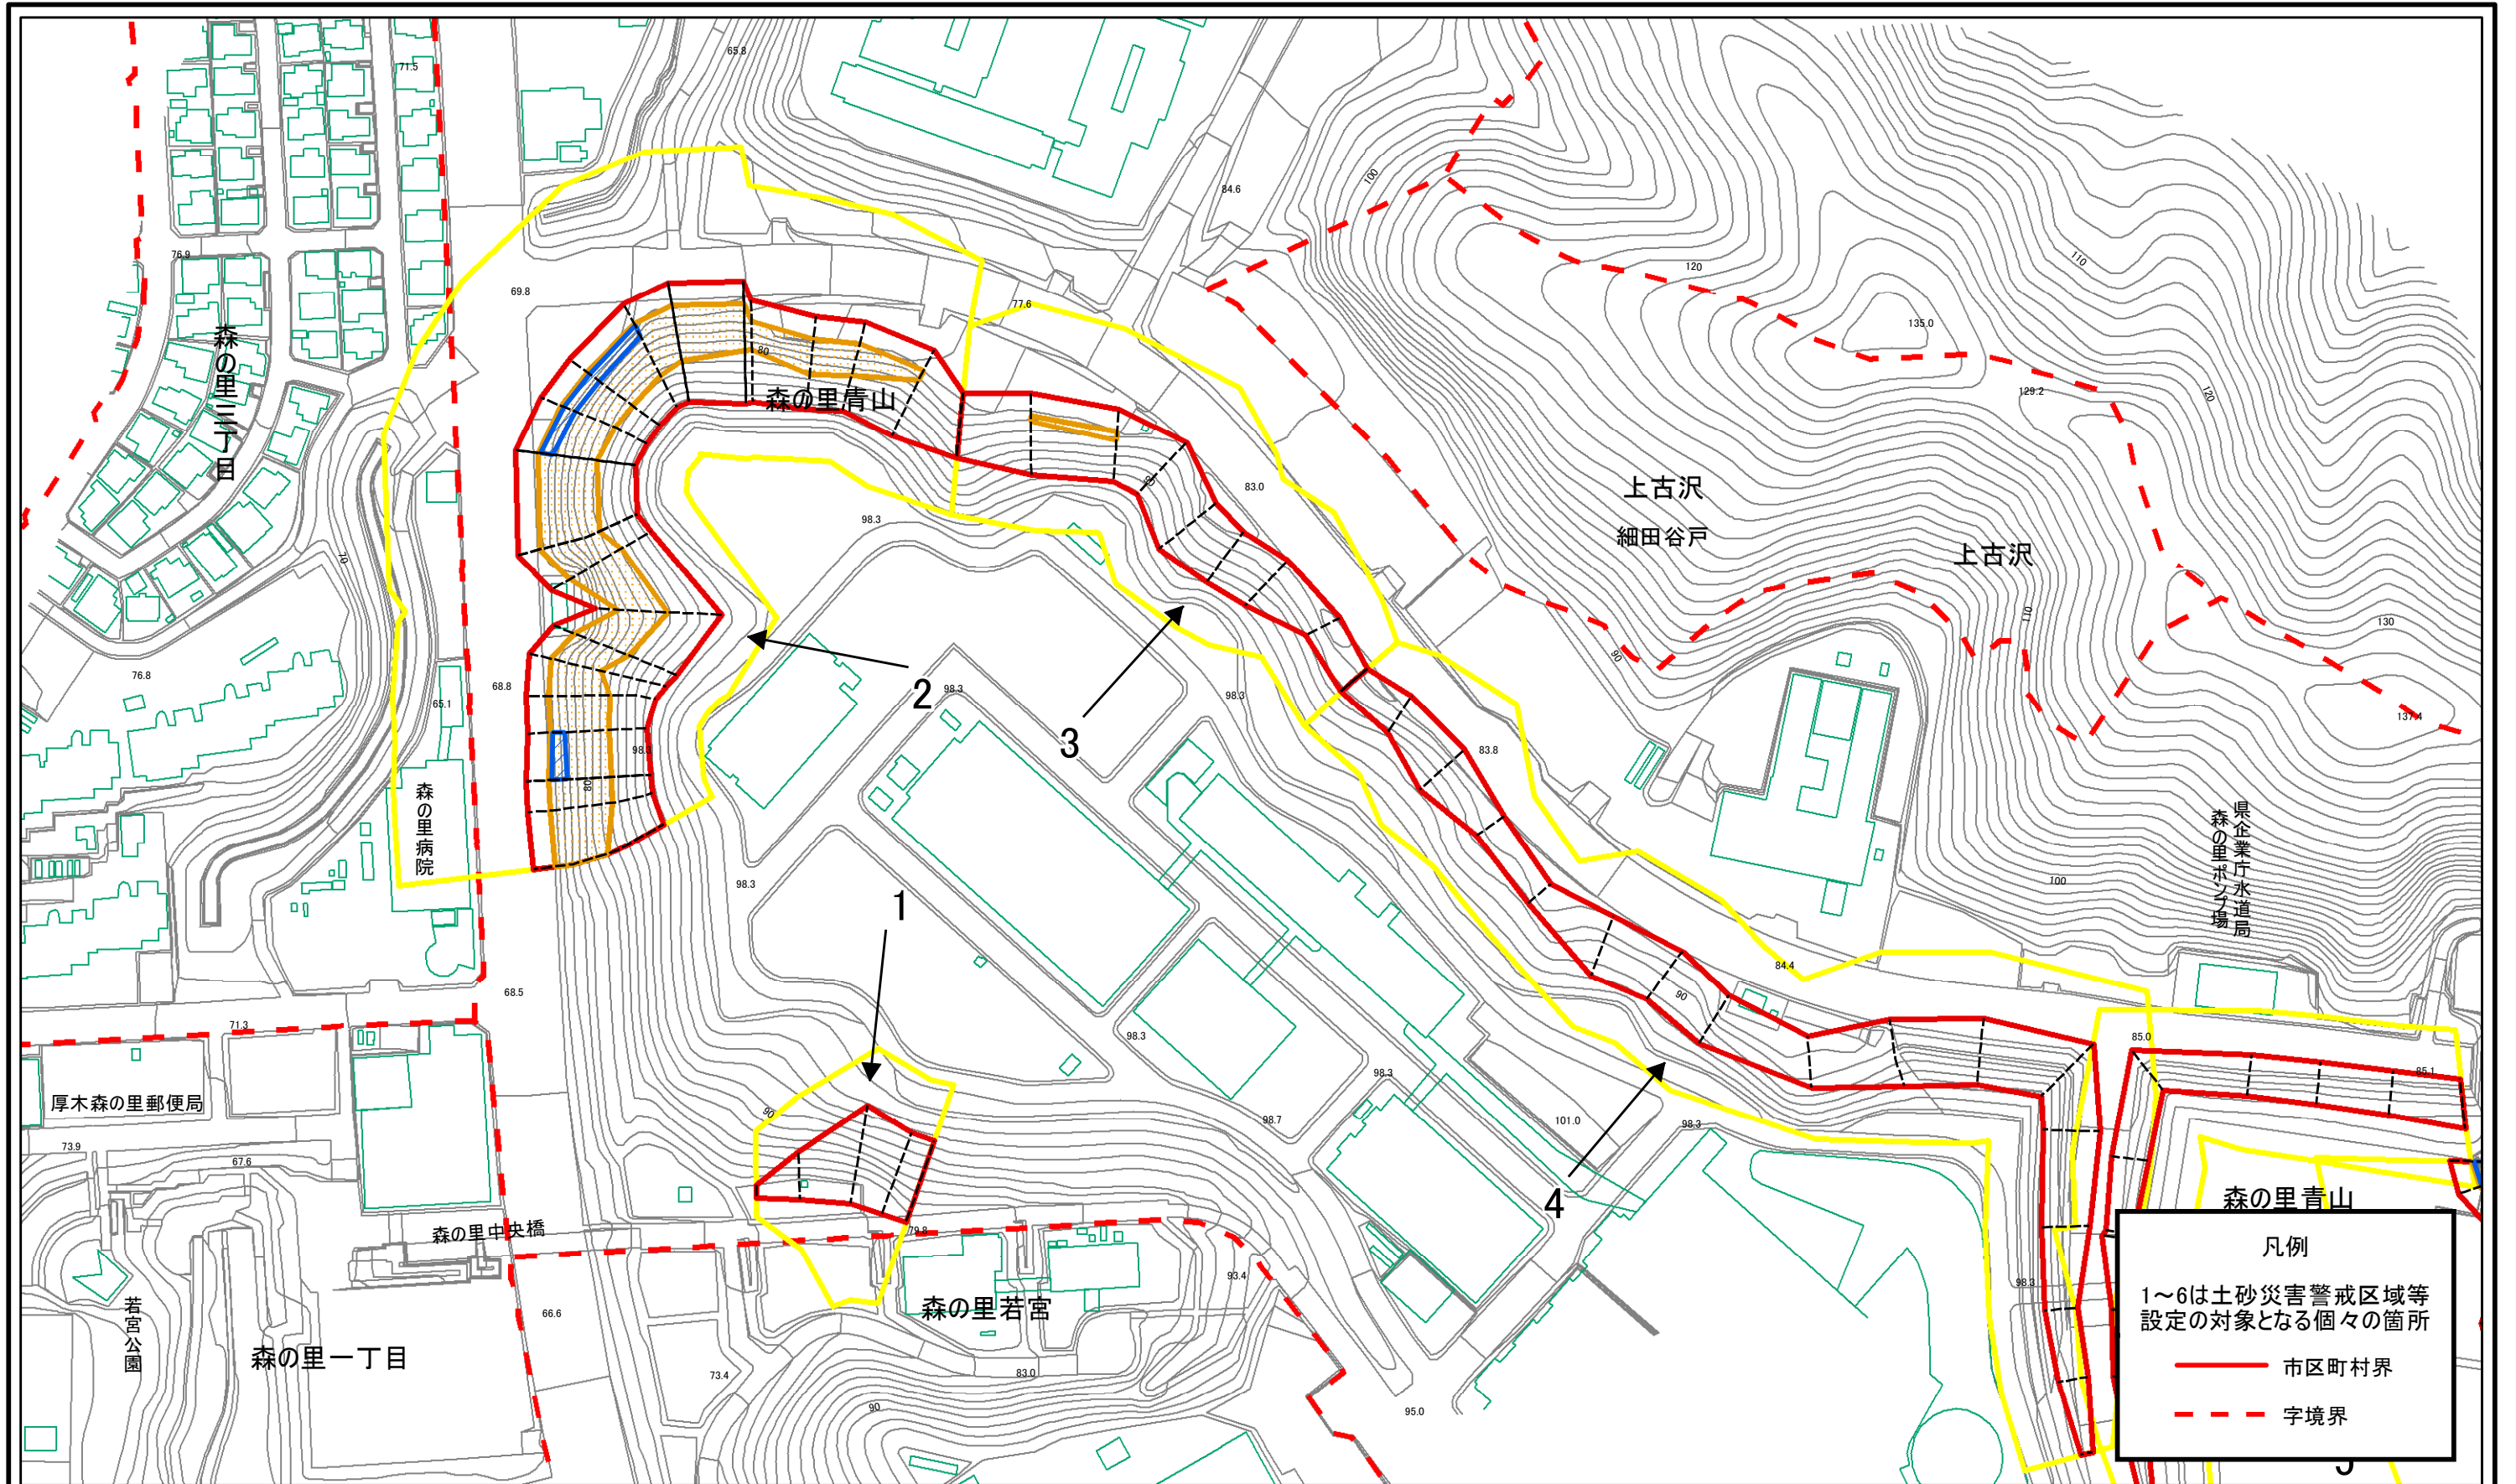 65.8
71.5
100
84.6
76.9
110
69.8
120
77.6
135.0
80
129.2
120
森の里三丁目
森の里青山
上古沢
83.0
98.3
細田谷戸
上古沢
70
110
130
90
76.8
68.8
98.3
98.3
137.4
65.1
2
3
83.8
98.3
80
森の里病院
県企業庁水道局
森の里ポンプ場
98.3
100
1
84.4
68.5
90
71.3
98.3
85.0
98.3
85.1
厚木森の里郵便局
90
98.7
101.0
98.3
73.9
67.6
4
森の里青山
森の里中央橋
79.8
93.4
98.3
66.6
森の里若宮
若宮公園
森の里一丁目
73.4
83.0
90
95.0
凡例
1~6は土砂災害警戒区域等
設定の対象となる個々の箇所
市区町村界
字境界